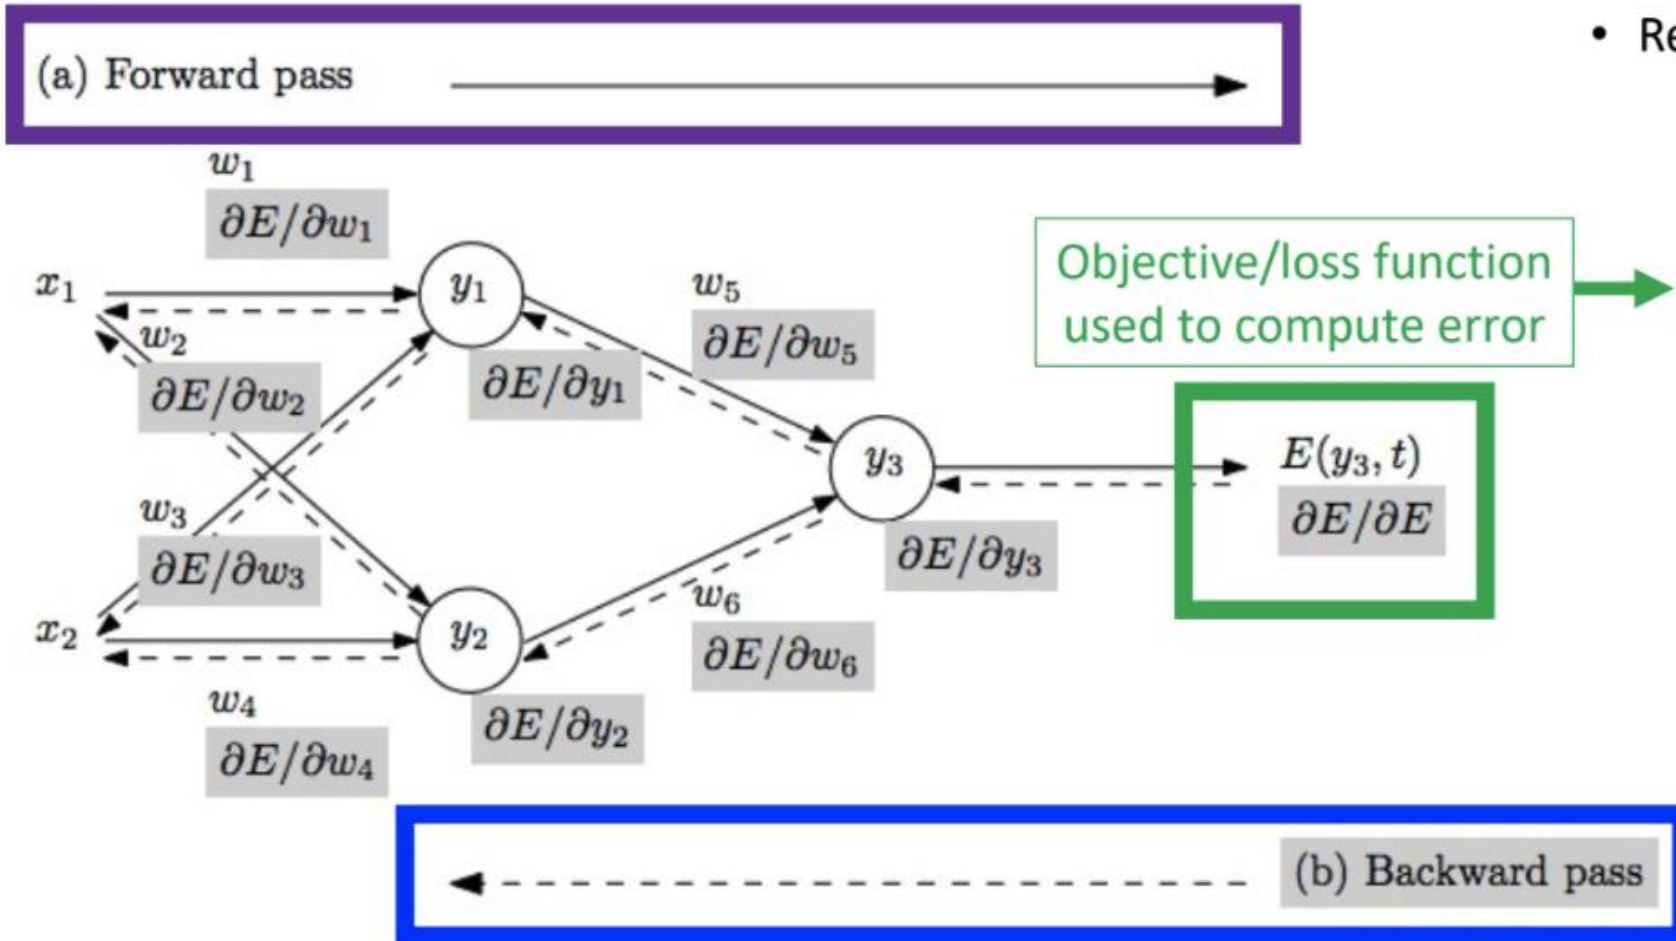 (a) Forward pass
• Re
w₁
∂E/∂w₁
x₁
y₁
w₂
∂E/∂w₂
∂E/∂y₁
w₅
∂E/∂w₅
Objective/loss function
used to compute error
y₃
E(y₃, t)
∂E/∂E
∂E/∂y₃
w₃
∂E/∂w₃
x₂
y₂
w₆
∂E/∂w₆
w₄
∂E/∂w₄
∂E/∂y₂
(b) Backward pass